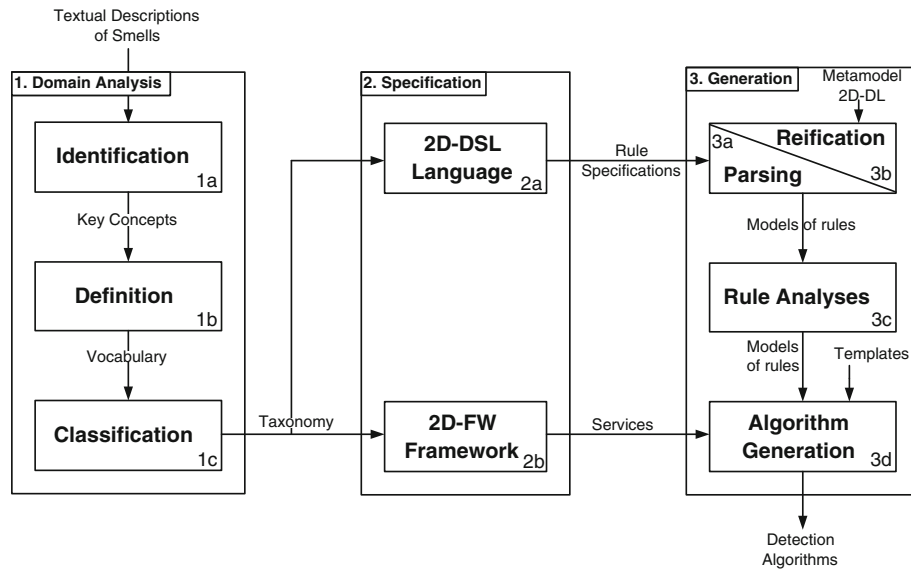 Textual Descriptions
of Smells
1. Domain Analysis
Identification
1a
Key Concepts
Definition
1b
Vocabulary
Classification
1c
Taxonomy
2. Specification
2D-DSL
Language
2a
2D-FW
Framework
2b
Rule
Specifications
Services
3. Generation
Metamodel
2D-DL
3a
Reification
Parsing
3b
Models of rules
Rule Analyses
3c
Models
of rules
Templates
Algorithm
Generation
3d
Detection
Algorithms